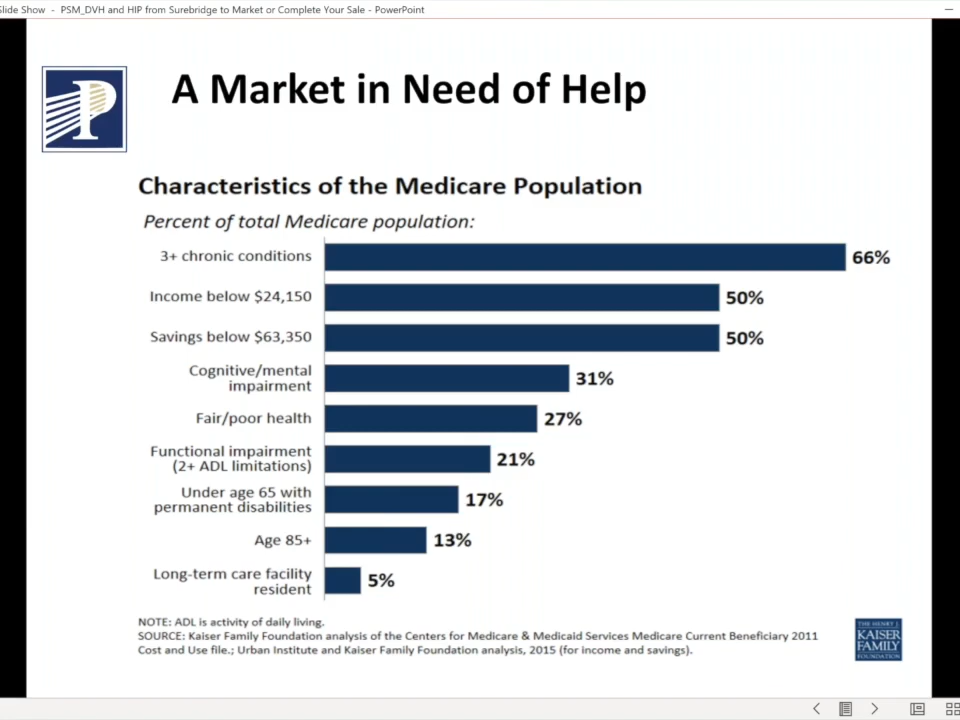 Slide Show - PSM_DVH and HIP from Surebridge to Market or Complete Your Sale - PowerPoint
P
A Market in Need of Help
Characteristics of the Medicare Population
Percent of total Medicare population:
3+ chronic conditions 66%
Income below $24,150 50%
Savings below $63,350 50%
Cognitive/mental
impairment 31%
Fair/poor health 27%
Functional impairment
(2+ ADL limitations) 21%
Under age 65 with
permanent disabilities 17%
Age 85+ 13%
Long-term care facility
resident 5%
NOTE: ADL is activity of daily living.
SOURCE: Kaiser Family Foundation analysis of the Centers for Medicare & Medicaid Services Medicare Current Beneficiary 2011
Cost and Use file.; Urban Institute and Kaiser Family Foundation analysis, 2015 (for income and savings).
THE HENRY J.
KAISER
FAMILY
FOUNDATION